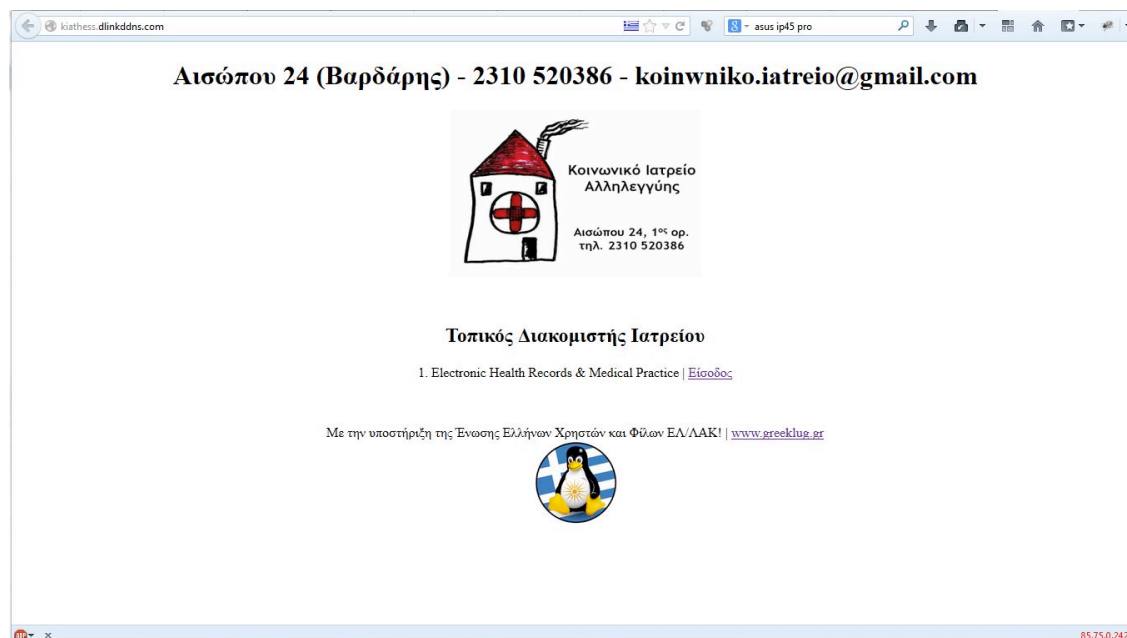 kiathess.dlinkddns.com
asus ip45 pro
Αισώπου 24 (Βαρδάρης) - 2310 520386 - koinwniko.iatreio@gmail.com
Κοινωνικό Ιατρείο
Αλληλεγγύης
Αισώπου 24, 1ος ορ.
τηλ. 2310 520386
Τοπικός Διακομιστής Ιατρείου
1. Electronic Health Records & Medical Practice | Είσοδος
Με την υποστήριξη της Ένωσης Ελλήνων Χρηστών και Φίλων ΕΛ/ΛΑΚ! | www.greeklug.gr
ABP